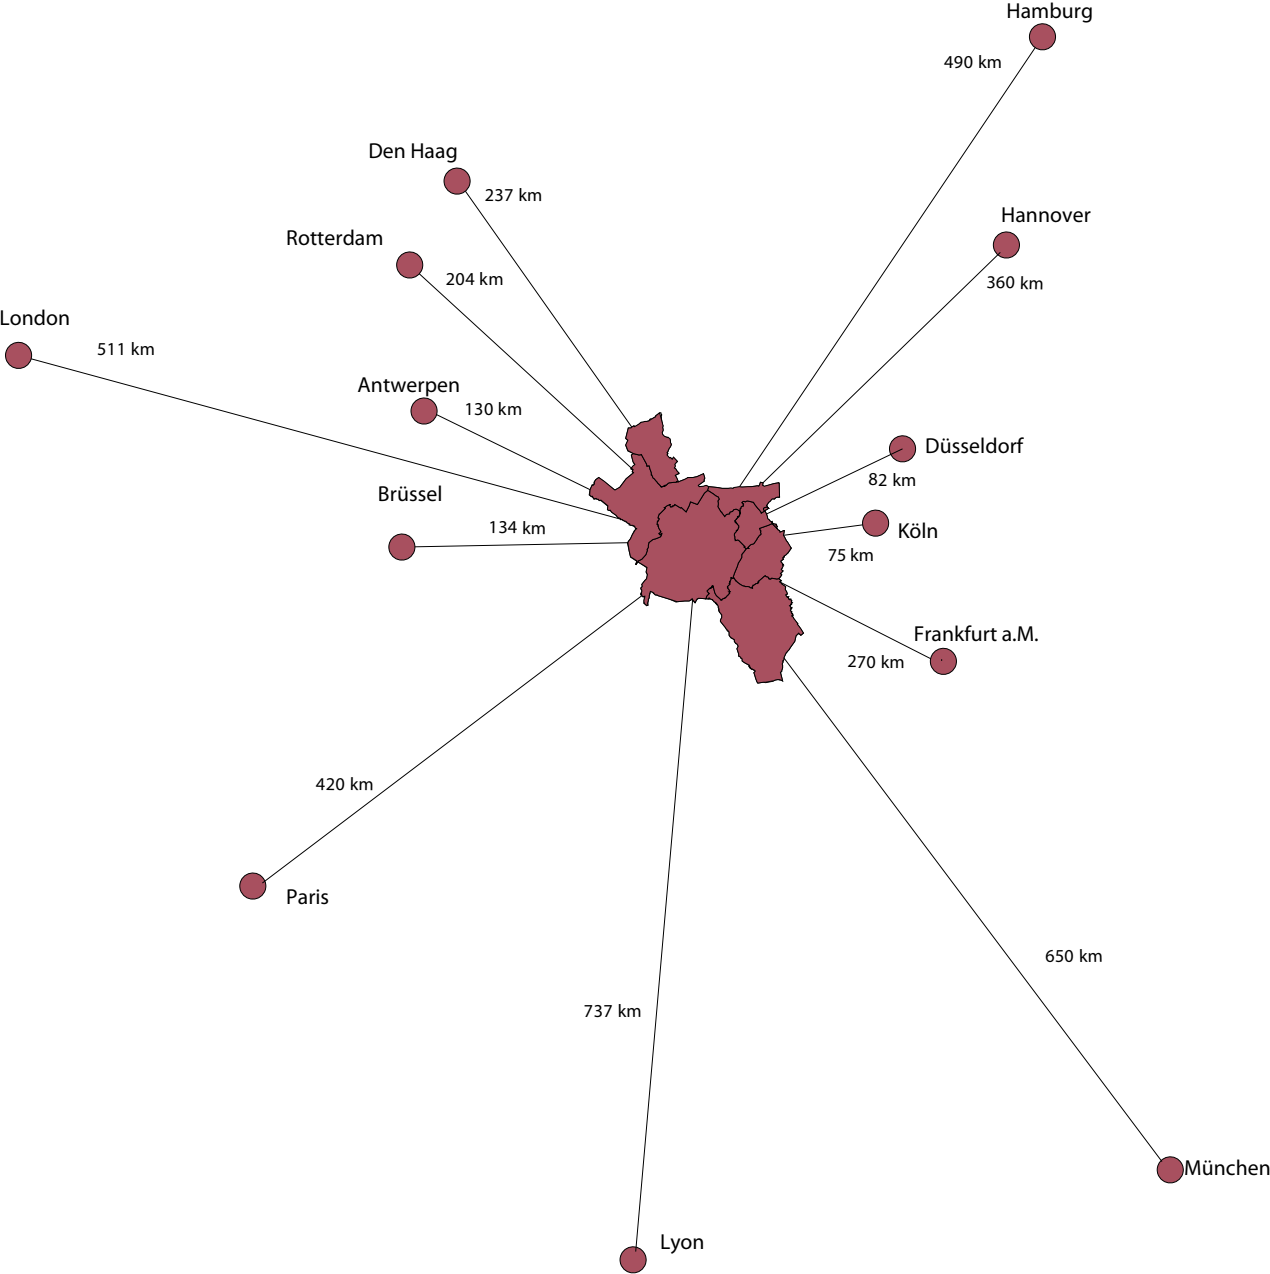 Hamburg
490 km
Den Haag
237 km
Hannover
360 km
Rotterdam
204 km
London
511 km
Antwerpen
130 km
Düsseldorf
82 km
Brüssel
134 km
Köln
75 km
Frankfurt a.M.
270 km
420 km
Paris
650 km
737 km
München
Lyon